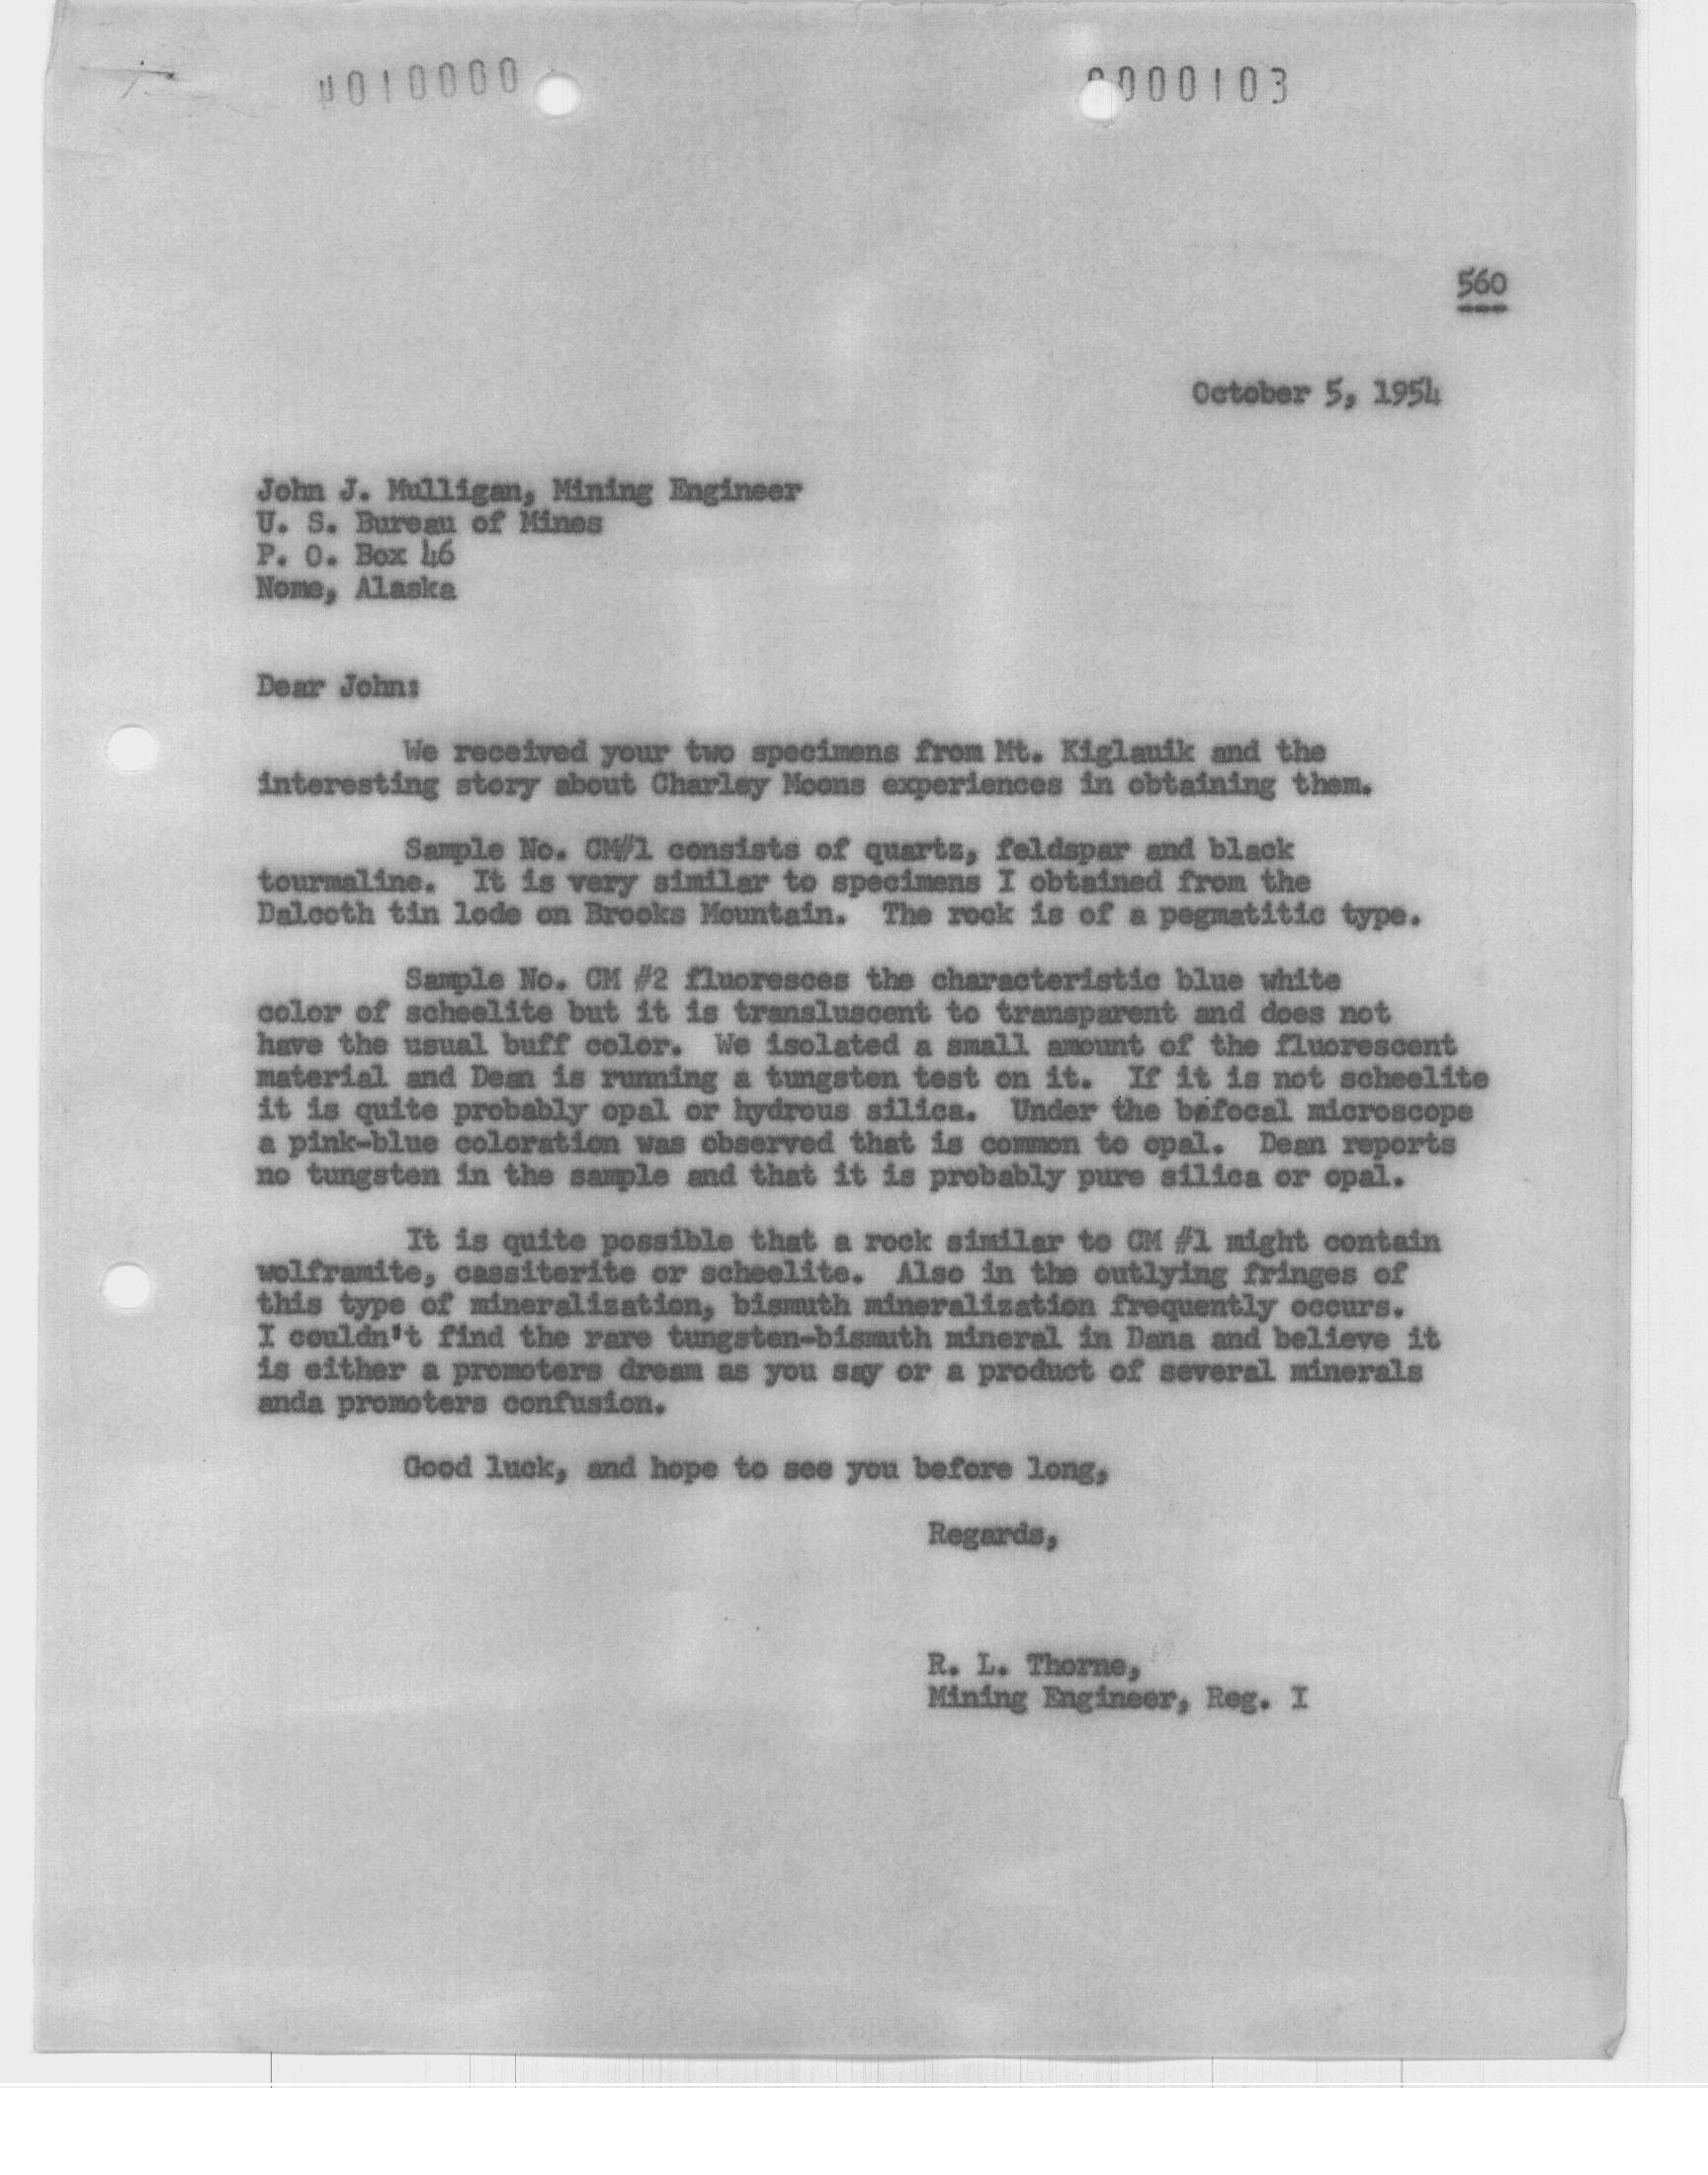 010000
000103
560
October 5, 1954
John J. Mulligan, Mining Engineer
U. S. Bureau of Mines
P. O. Box 46
Nome, Alaska
Dear John:
We received your two specimens from Mt. Kiglauik and the
interesting story about Charley Moons experiences in obtaining them.
Sample No. CM#1 consists of quartz, feldspar and black
tourmaline. It is very similar to specimens I obtained from the
Dalcoth tin lode on Brooks Mountain. The rock is of a pegmatitic type.
Sample No. CM #2 fluoresces the characteristic blue white
color of scheelite but it is transluscent to transparent and does not
have the usual buff color. We isolated a small amount of the fluorescent
material and Dean is running a tungsten test on it. If it is not scheelite
it is quite probably opal or hydrous silica. Under the bifocal microscope
a pink-blue coloration was observed that is common to opal. Dean reports
no tungsten in the sample and that it is probably pure silica or opal.
It is quite possible that a rock similar to CM #1 might contain
wolframite, cassiterite or scheelite. Also in the outlying fringes of
this type of mineralization, bismuth mineralization frequently occurs.
I couldn't find the rare tungsten-bismuth mineral in Dana and believe it
is either a promoters dream as you say or a product of several minerals
anda promoters confusion.
Good luck, and hope to see you before long,
Regards,
R. L. Thorne,
Mining Engineer, Reg. I